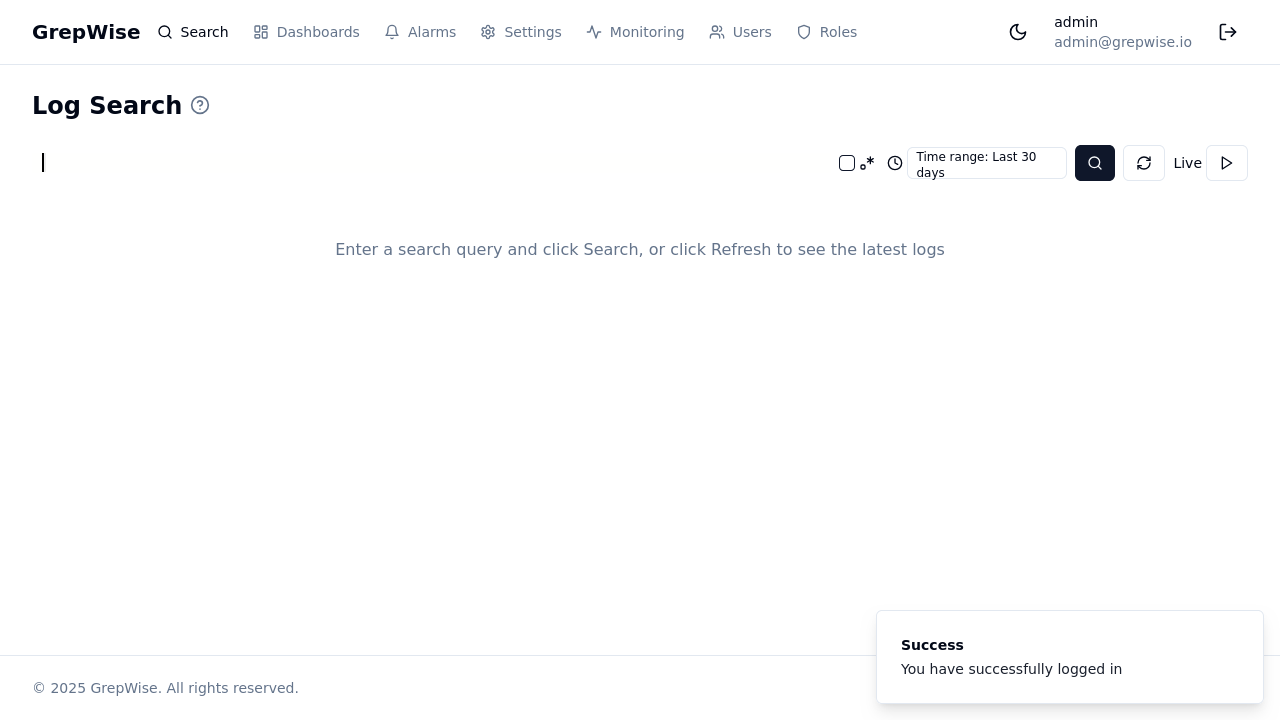 GrepWise
Search
Dashboards
Alarms
Settings
Monitoring
Users
Roles
admin
admin@grepwise.io
Log Search
.*
Time range: Last 30
days
Live
Enter a search query and click Search, or click Refresh to see the latest logs
Success
You have successfully logged in
© 2025 GrepWise. All rights reserved.